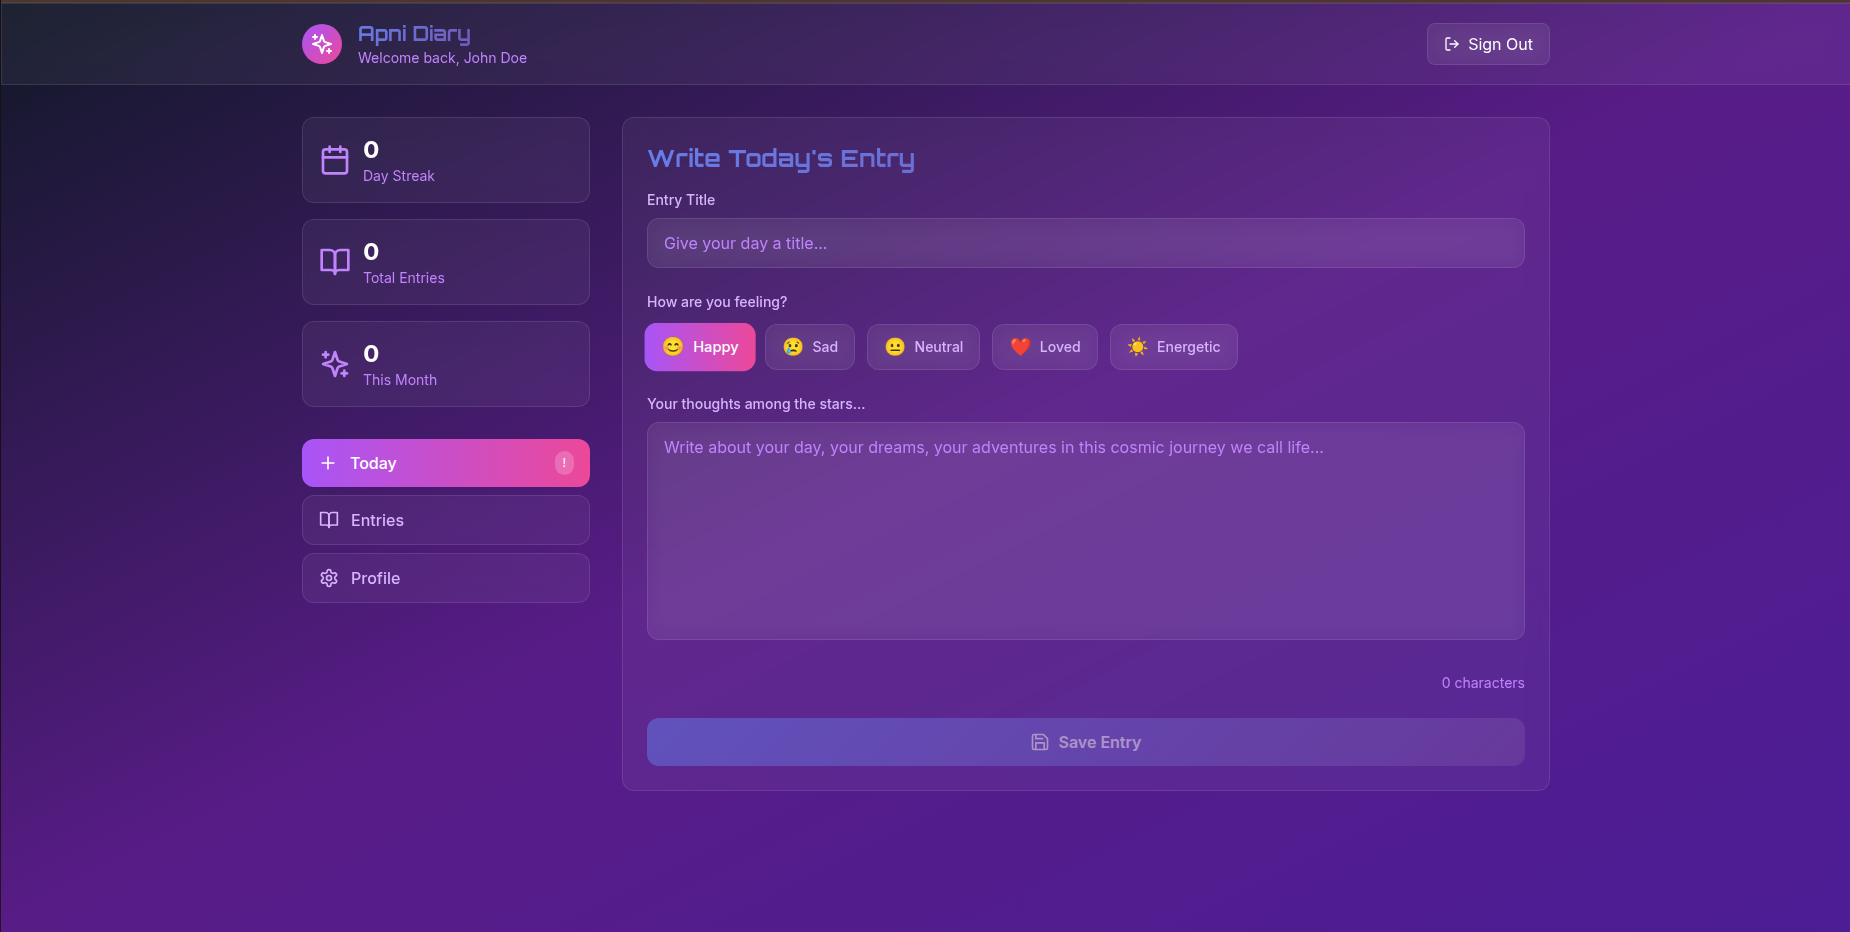 Apni Diary
Welcome back, John Doe
Sign Out
0
Day Streak
0
Total Entries
0
This Month
Today
!
Entries
Profile
Write Today's Entry
Entry Title
Give your day a title...
How are you feeling?
😊 Happy
😢 Sad
😐 Neutral
❤️ Loved
☀️ Energetic
Your thoughts among the stars...
Write about your day, your dreams, your adventures in this cosmic journey we call life...
0 characters
Save Entry